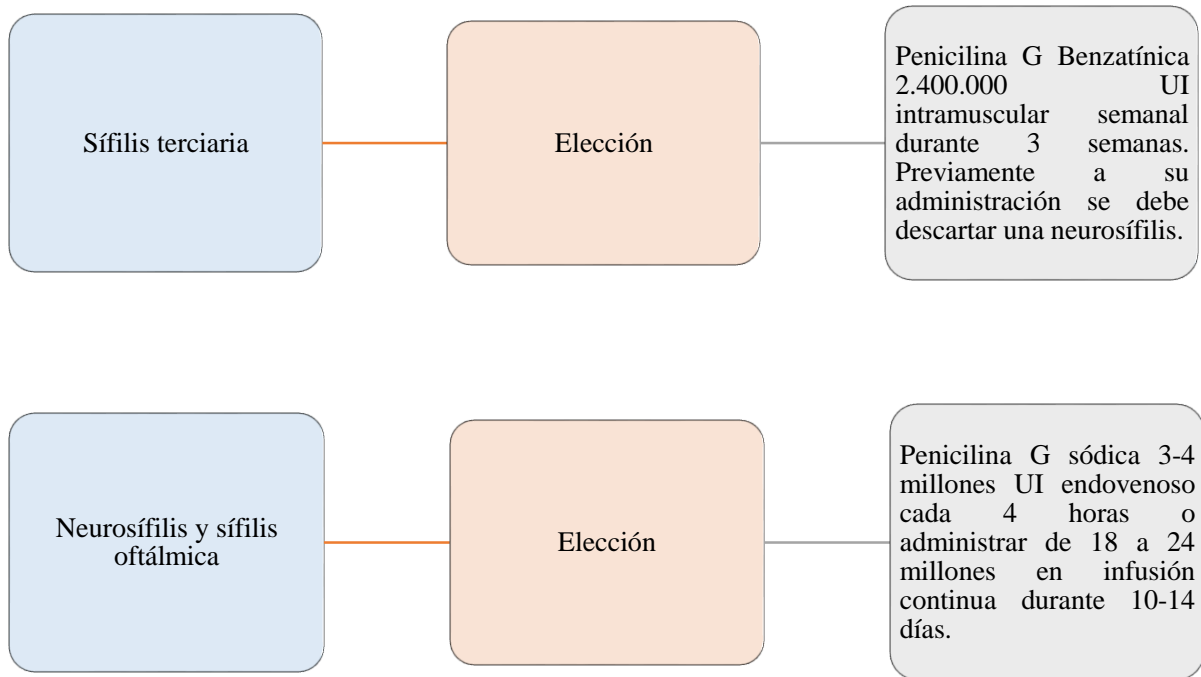 Sífilis terciaria
Elección
Penicilina G Benzatínica
2.400.000 UI
intramuscular semanal
durante 3 semanas.
Previamente a su
administración se debe
descartar una neurosífilis.
Neurosífilis y sífilis
oftálmica
Elección
Penicilina G sódica 3-4
millones UI endovenoso
cada 4 horas o
administrar de 18 a 24
millones en infusión
continua durante 10-14
días.